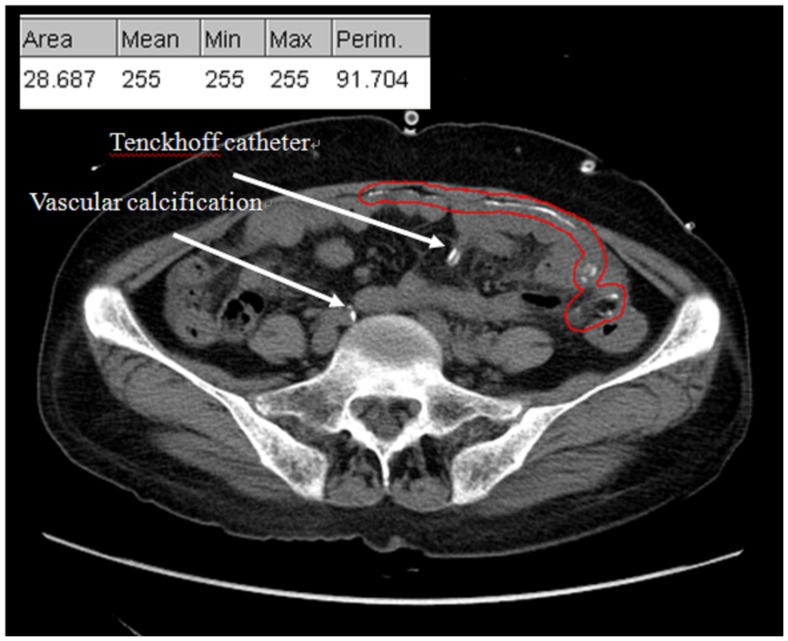 Area Mean Min Max Perim.
28.687 255 255 255 91.704
Tenckhoff catheter
Vascular calcification